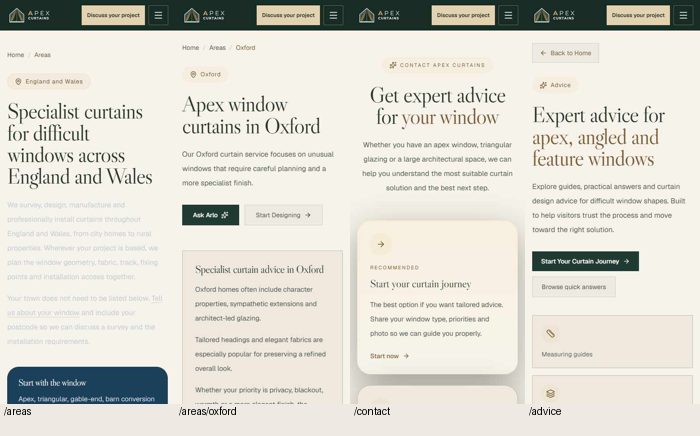 APEX
CURTAINS
Discuss your project
Home / Areas
England and Wales
Specialist curtains
for difficult
windows across
England and Wales
We survey, design, manufacture and
professionally install curtains throughout
England and Wales, from city homes to rural
properties. Wherever your project is based, we
plan the window geometry, fabric, track, fixing
points and installation access together.
Your town does not need to be listed below. Tell
us about your window and include your
postcode so we can discuss a survey and the
installation requirements.
Start with the window
Apex, triangular, gable-end, barn conversion
/areas
APEX
CURTAINS
Discuss your project
Home / Areas / Oxford
Oxford
Apex window
curtains in Oxford
Our Oxford curtain service focuses on unusual
windows that require careful planning and a
more specialist finish.
Ask Arlo
Start Designing →
Specialist curtain advice in Oxford
Oxford homes often include character
properties, sympathetic extensions and
architect-led glazing.
Tailored headings and elegant fabrics are
especially popular for preserving a refined
overall look.
Whether your priority is privacy, blackout,
warmth or a more elegant finish, the
/areas/oxford
APEX
CURTAINS
Discuss your project
CONTACT APEX CURTAINS
Get expert advice
for your window
Whether you have an apex window, triangular
glazing or a large architectural space, we can
help you understand the most suitable curtain
solution and the best next step.
RECOMMENDED
Start your curtain journey
The best option if you want tailored advice.
Share your window type, priorities and
photo so we can guide you properly.
Start now →
/contact
APEX
CURTAINS
Discuss your project
← Back to Home
Advice
Expert advice for
apex, angled and
feature windows
Explore guides, practical answers and curtain
design advice for difficult window shapes. Built
to help visitors trust the process and move
toward the right solution.
Start Your Curtain Journey →
Browse quick answers
Measuring guides
/advice